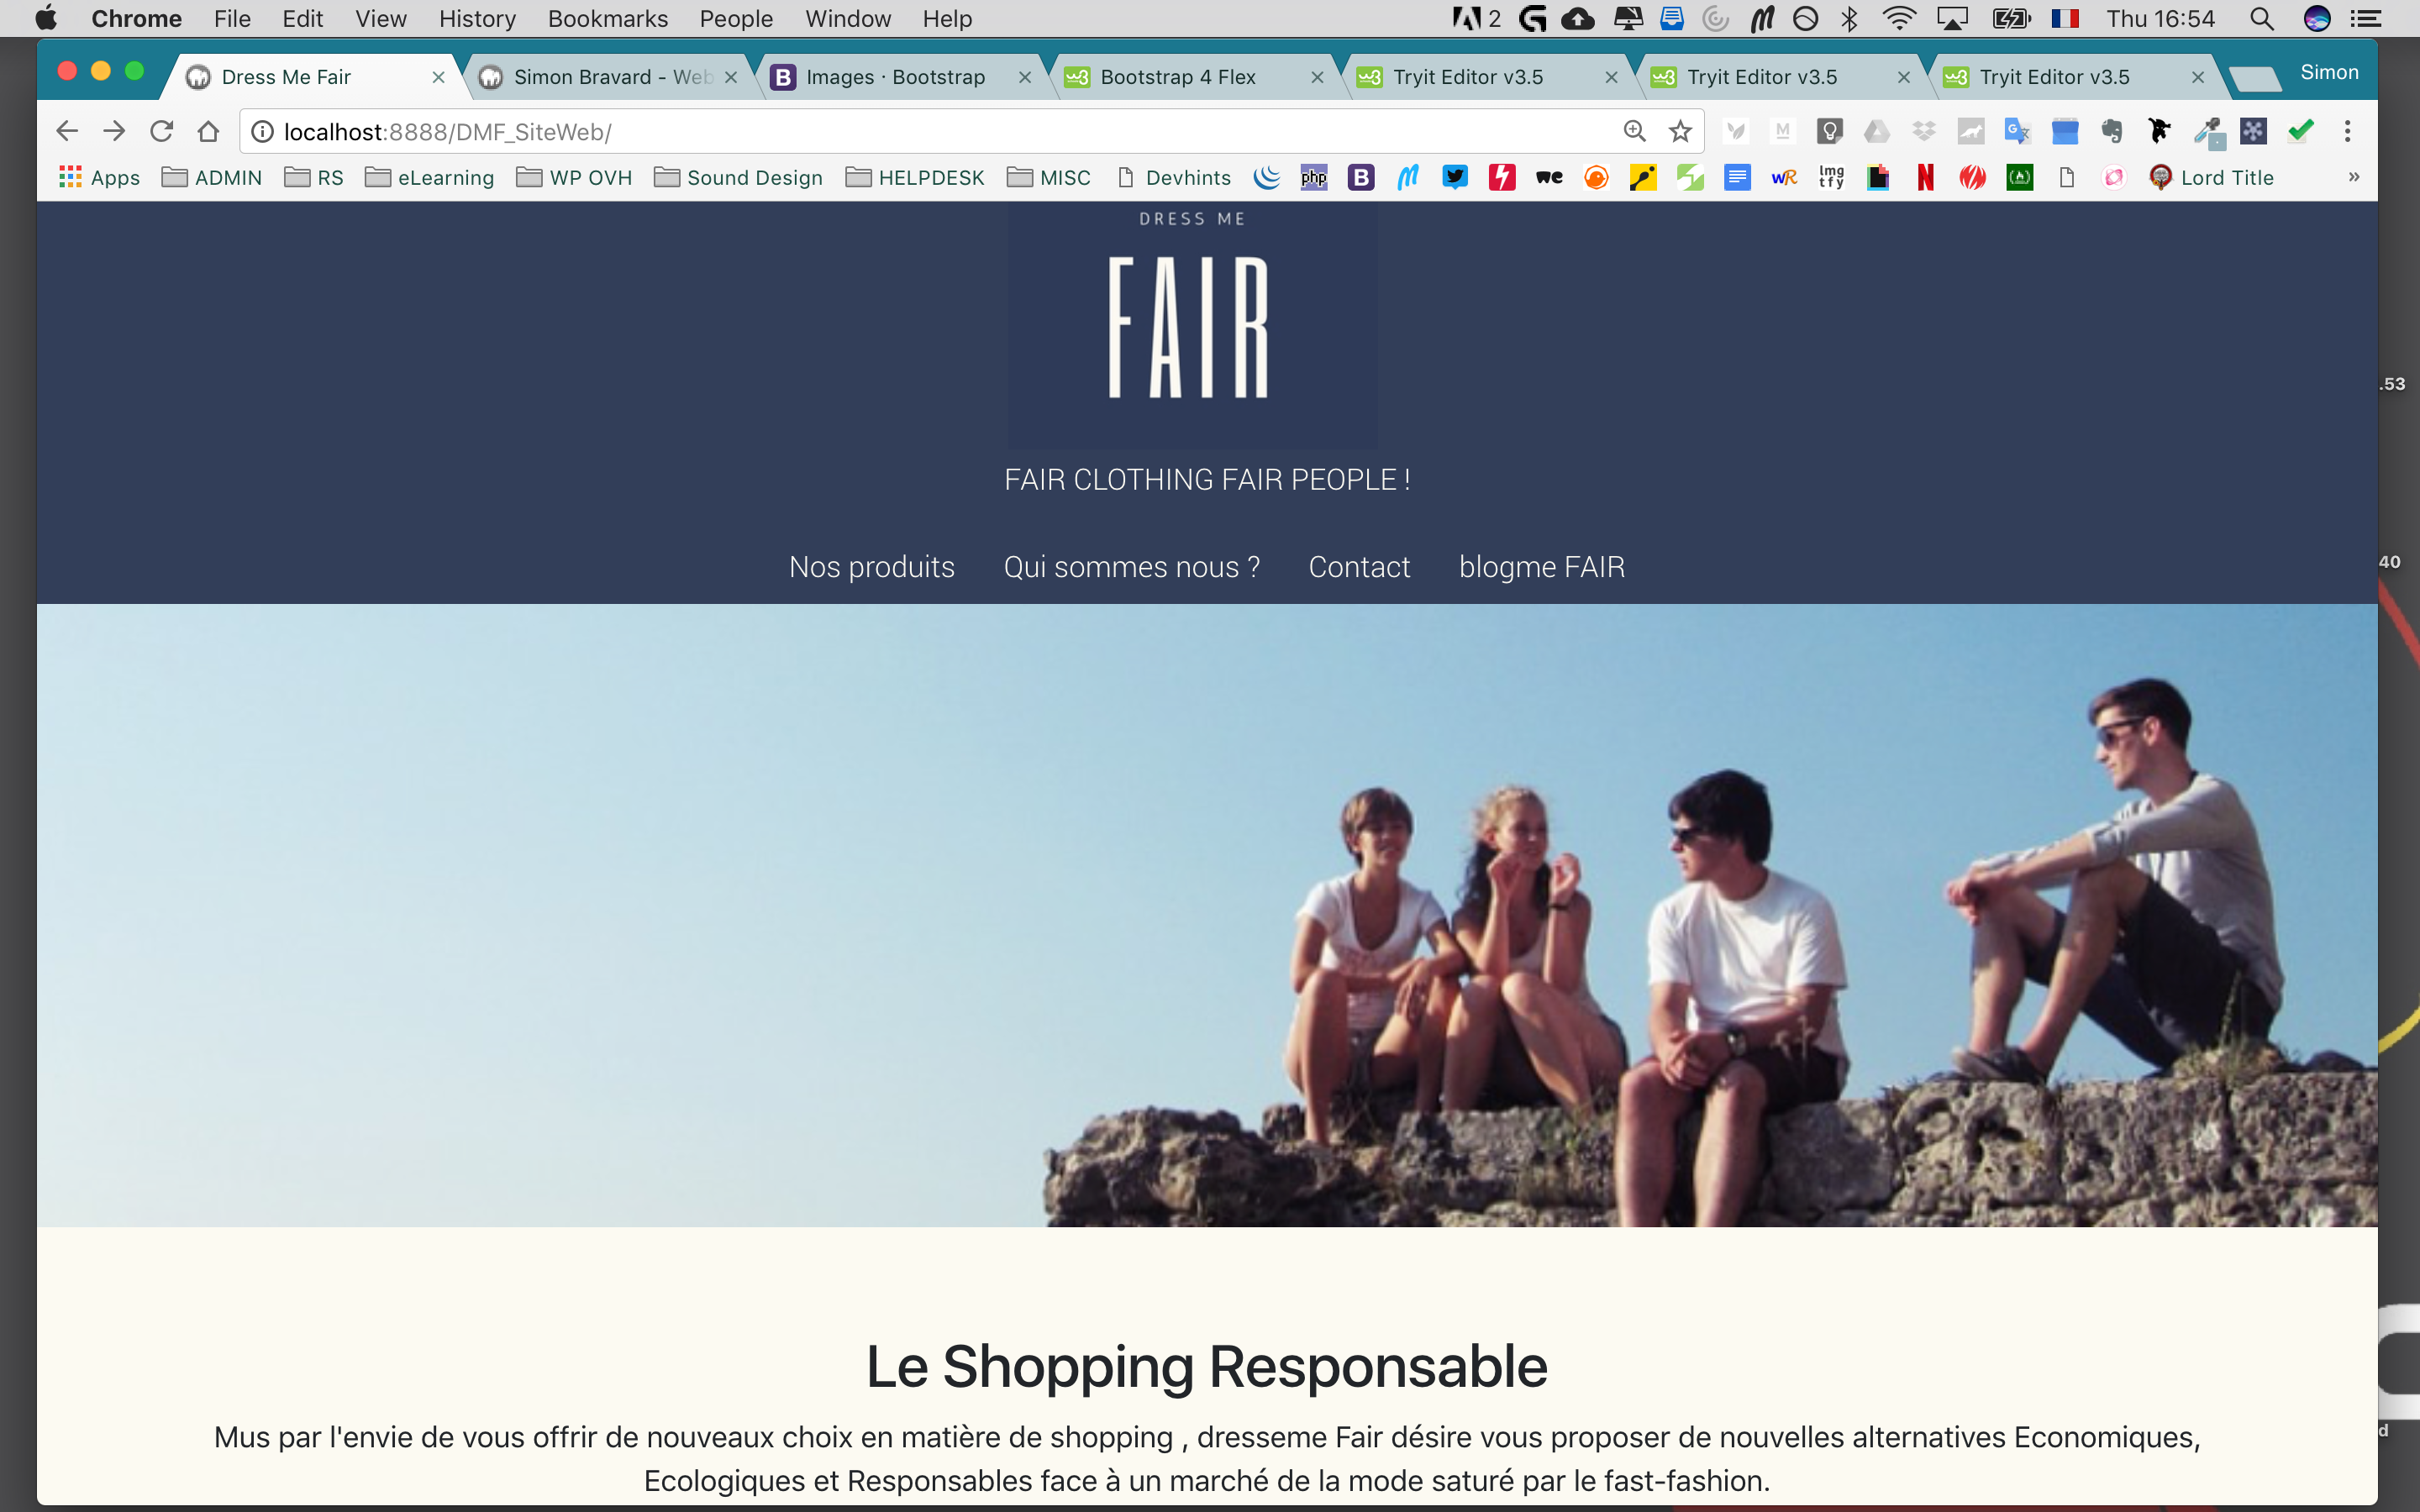 Chrome File Edit View History Bookmarks People Window Help 2 Thu 16:54
Dress Me Fair Simon Bravard - Web Images · Bootstrap Bootstrap 4 Flex Tryit Editor v3.5 Tryit Editor v3.5 Tryit Editor v3.5 Simon
localhost:8888/DMF_SiteWeb/
Apps ADMIN RS eLearning WP OVH Sound Design HELPDESK MISC Devhints php B we wR lmg tfy N Lord Title »
DRESS ME
FAIR
.53
FAIR CLOTHING FAIR PEOPLE !
40
Nos produits Qui sommes nous ? Contact blogme FAIR
Le Shopping Responsable
Mus par l'envie de vous offrir de nouveaux choix en matière de shopping , dresseme Fair désire vous proposer de nouvelles alternatives Economiques,
d
Ecologiques et Responsables face à un marché de la mode saturé par le fast-fashion.